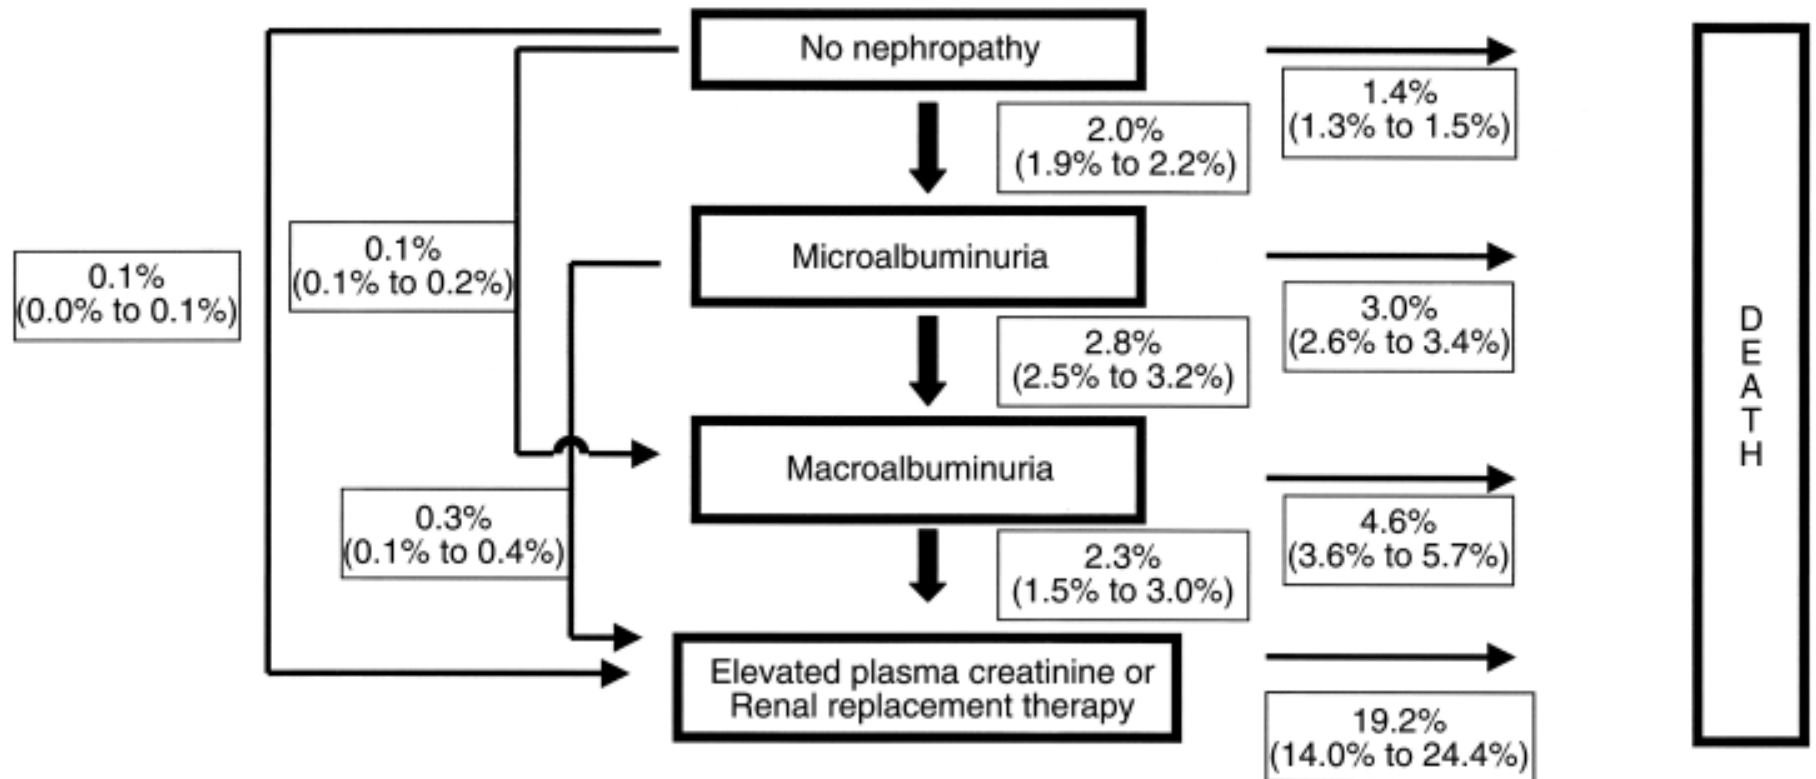 No nephropathy
1.4%
(1.3% to 1.5%)
2.0%
(1.9% to 2.2%)
0.1%
(0.0% to 0.1%)
0.1%
(0.1% to 0.2%)
Microalbuminuria
3.0%
(2.6% to 3.4%)
2.8%
(2.5% to 3.2%)
Macroalbuminuria
0.3%
(0.1% to 0.4%)
4.6%
(3.6% to 5.7%)
2.3%
(1.5% to 3.0%)
Elevated plasma creatinine or
Renal replacement therapy
19.2%
(14.0% to 24.4%)
D
E
A
T
H